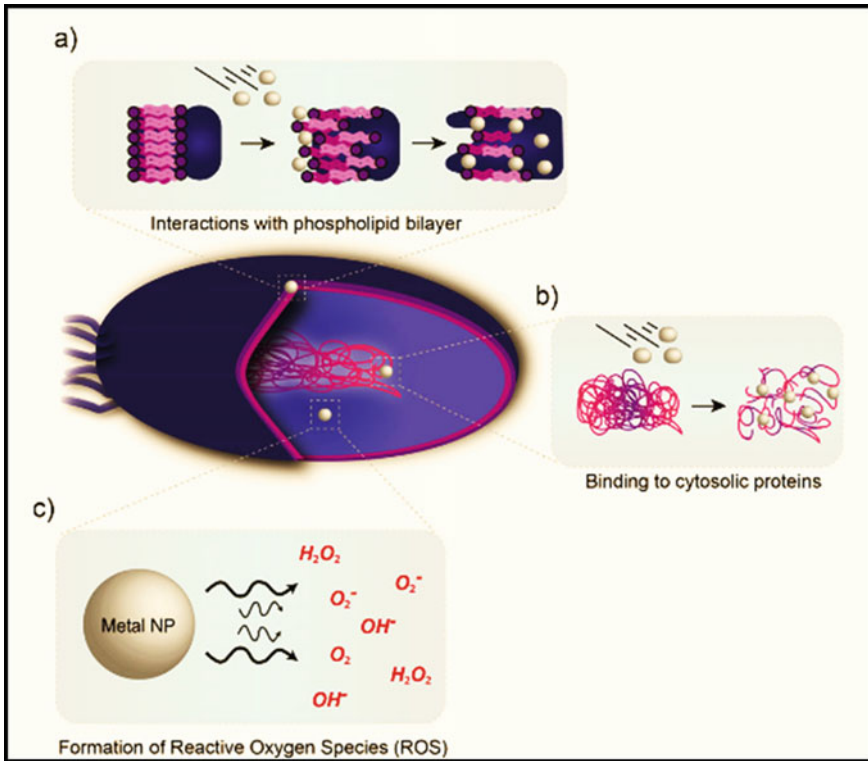 a)
Interactions with phospholipid bilayer
b)
Binding to cytosolic proteins
c)
Metal NP
H₂O₂
O₂⁻
O₂⁻
OH⁻
O₂
H₂O₂
OH⁻
Formation of Reactive Oxygen Species (ROS)